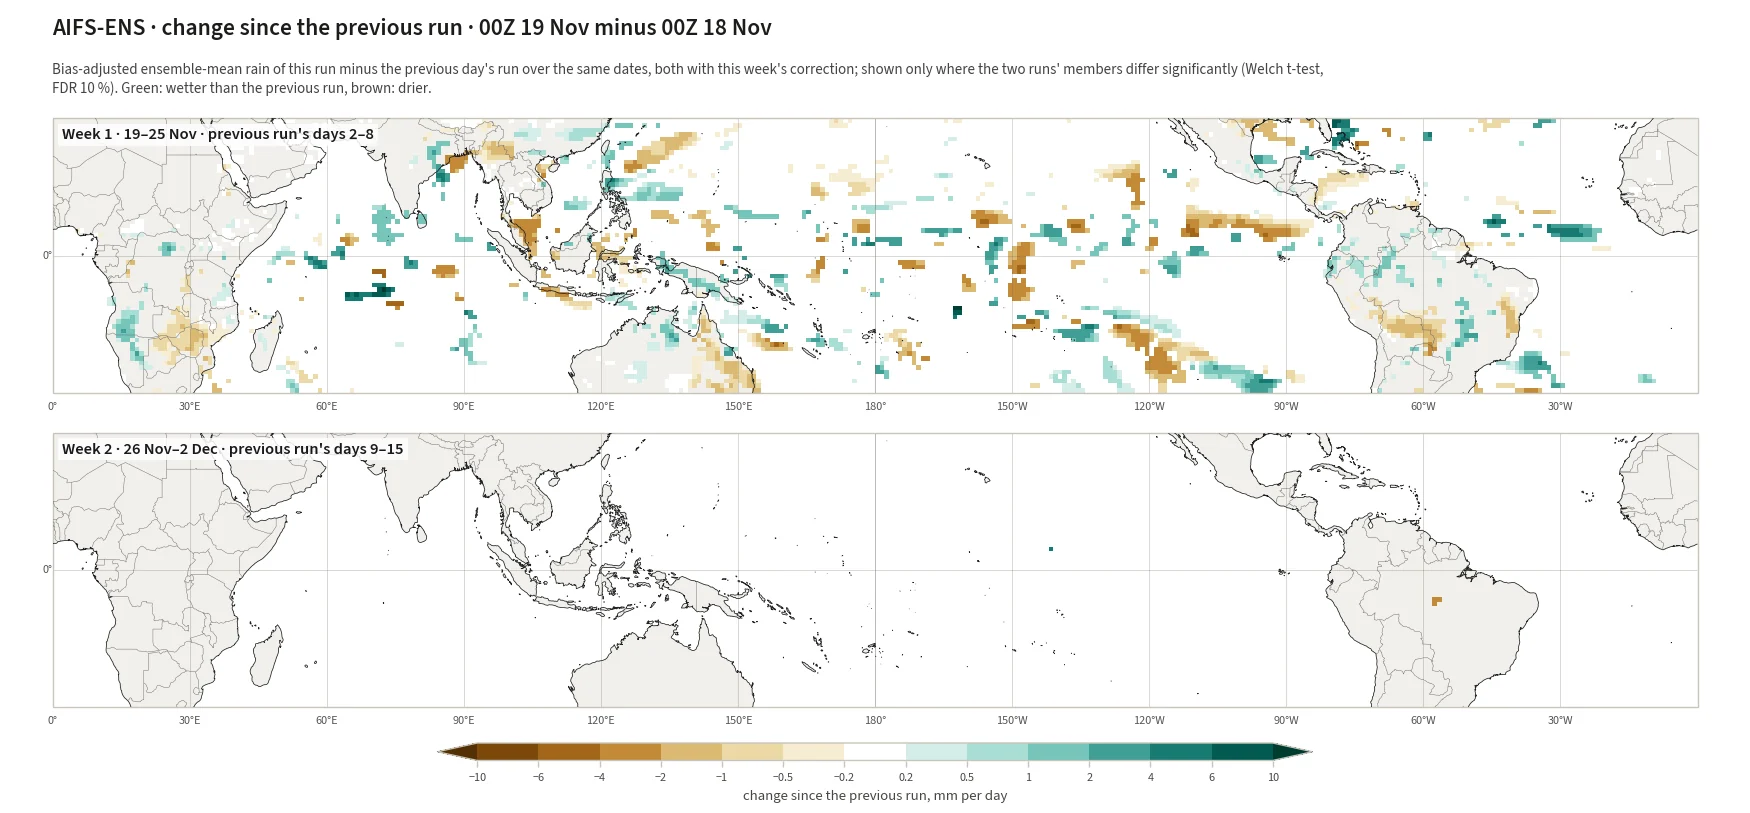 AIFS-ENS · change since the previous run · 00Z 19 Nov minus 00Z 18 Nov
Bias-adjusted ensemble-mean rain of this run minus the previous day's run over the same dates, both with this week's correction; shown only where the two runs' members differ significantly (Welch t-test,
FDR 10 %). Green: wetter than the previous run, brown: drier.
Week 1 · 19–25 Nov · previous run's days 2–8
0°
0° 30°E 60°E 90°E 120°E 150°E 180° 150°W 120°W 90°W 60°W 30°W
Week 2 · 26 Nov–2 Dec · previous run's days 9–15
0°
0° 30°E 60°E 90°E 120°E 150°E 180° 150°W 120°W 90°W 60°W 30°W
−10 −6 −4 −2 −1 −0.5 −0.2 0.2 0.5 1 2 4 6 10
change since the previous run, mm per day